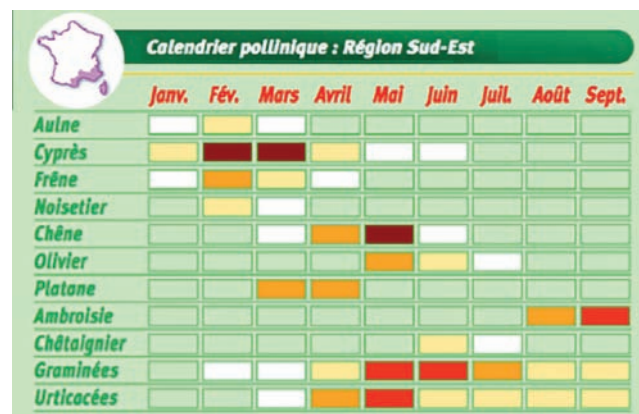 Calendrier pollinique : Région Sud-Est
Janv. Fév. Mars Avril Mai Juin Juil. Août Sept.
Aulne
Cyprès
Frêne
Noisetier
Chêne
Olivier
Platane
Ambroisie
Châtaignier
Graminées
Urticacées